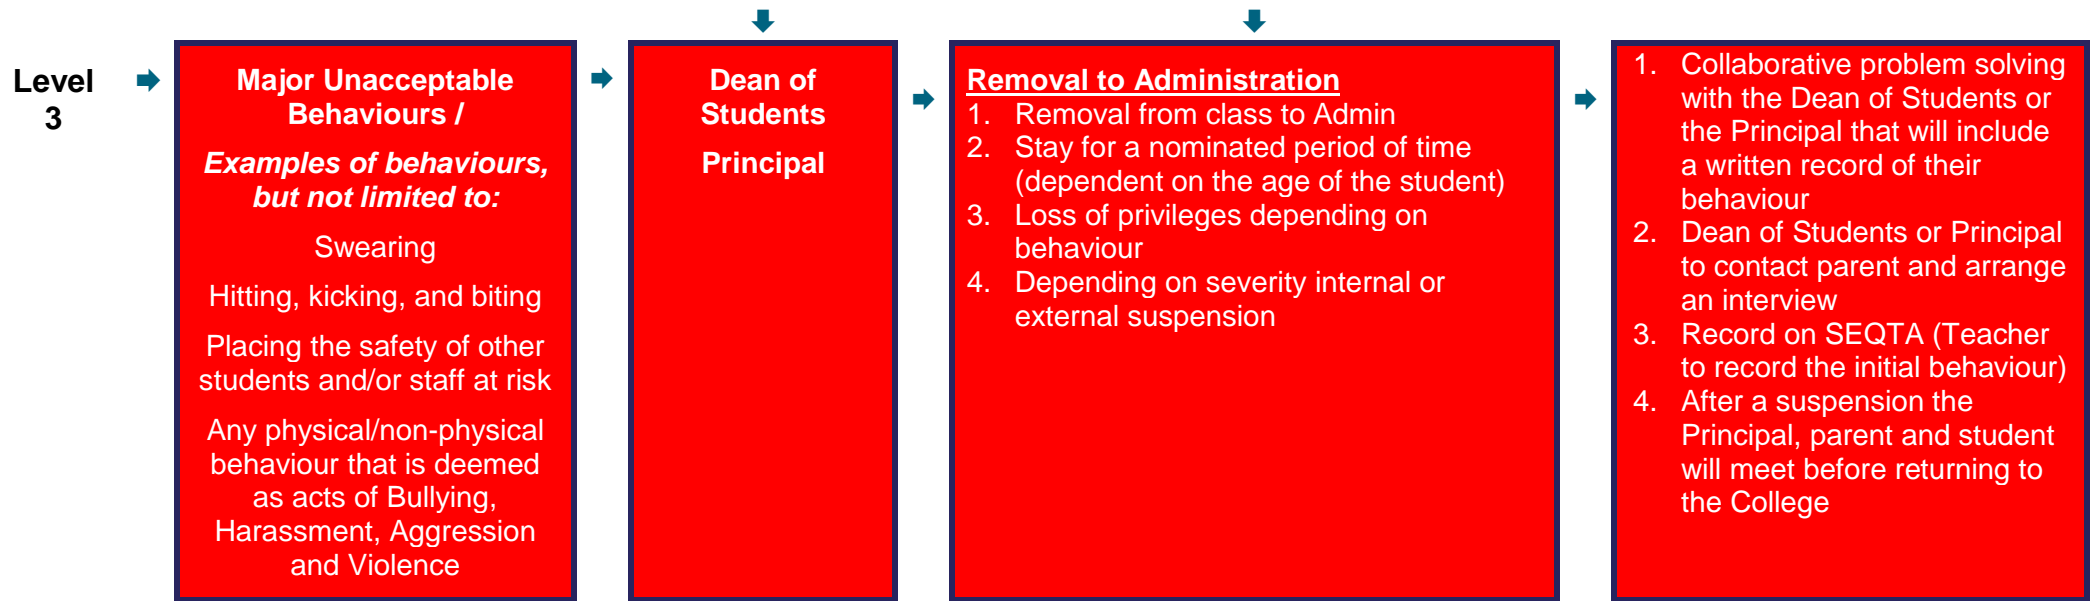 Level
3
Major Unacceptable
Behaviours /
Examples of behaviours,
but not limited to:
Swearing
Hitting, kicking, and biting
Placing the safety of other
students and/or staff at risk
Any physical/non-physical
behaviour that is deemed
as acts of Bullying,
Harassment, Aggression
and Violence
Dean of
Students
Principal
Removal to Administration
1. Removal from class to Admin
2. Stay for a nominated period of time
(dependent on the age of the student)
3. Loss of privileges depending on
behaviour
4. Depending on severity internal or
external suspension
1. Collaborative problem solving
with the Dean of Students or
the Principal that will include
a written record of their
behaviour
2. Dean of Students or Principal
to contact parent and arrange
an interview
3. Record on SEQTA (Teacher
to record the initial behaviour)
4. After a suspension the
Principal, parent and student
will meet before returning to
the College